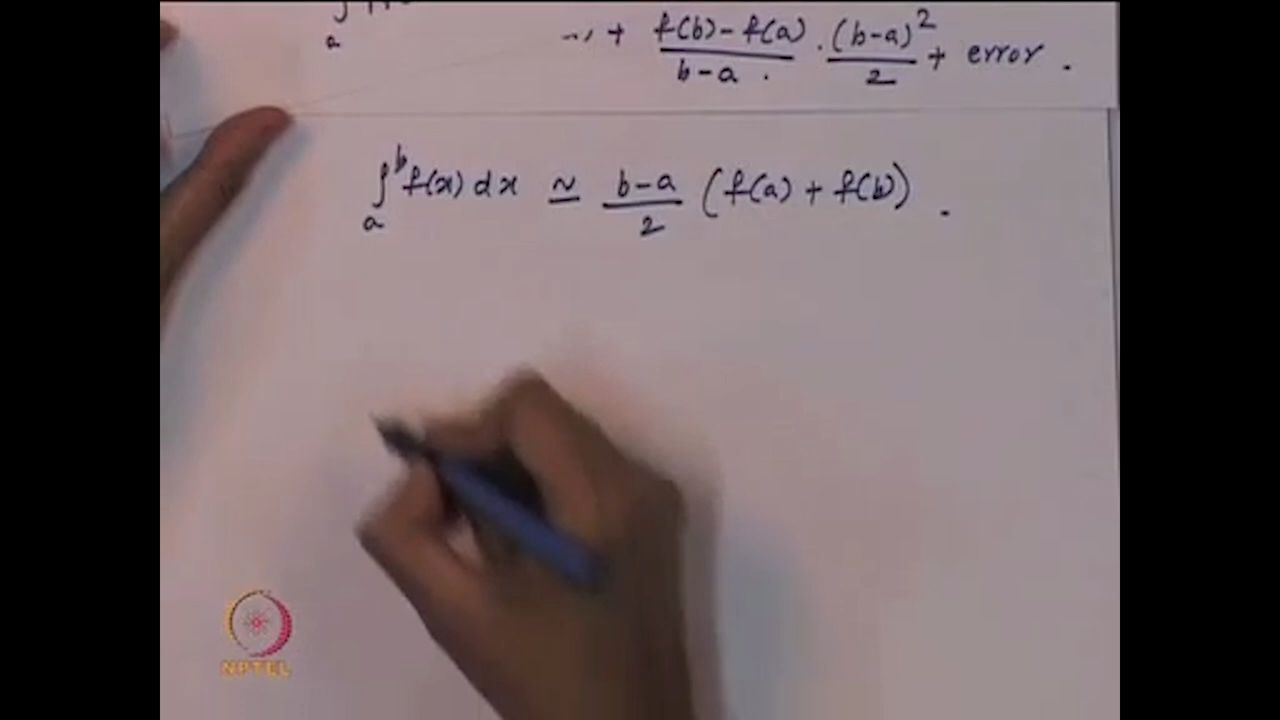 ... + f(b)-f(a) / b-a . (b-a)² / 2 + error .
∫ₐᵇ f(x) dx ≃ b-a / 2 (f(a) + f(b)) .
NPTEL